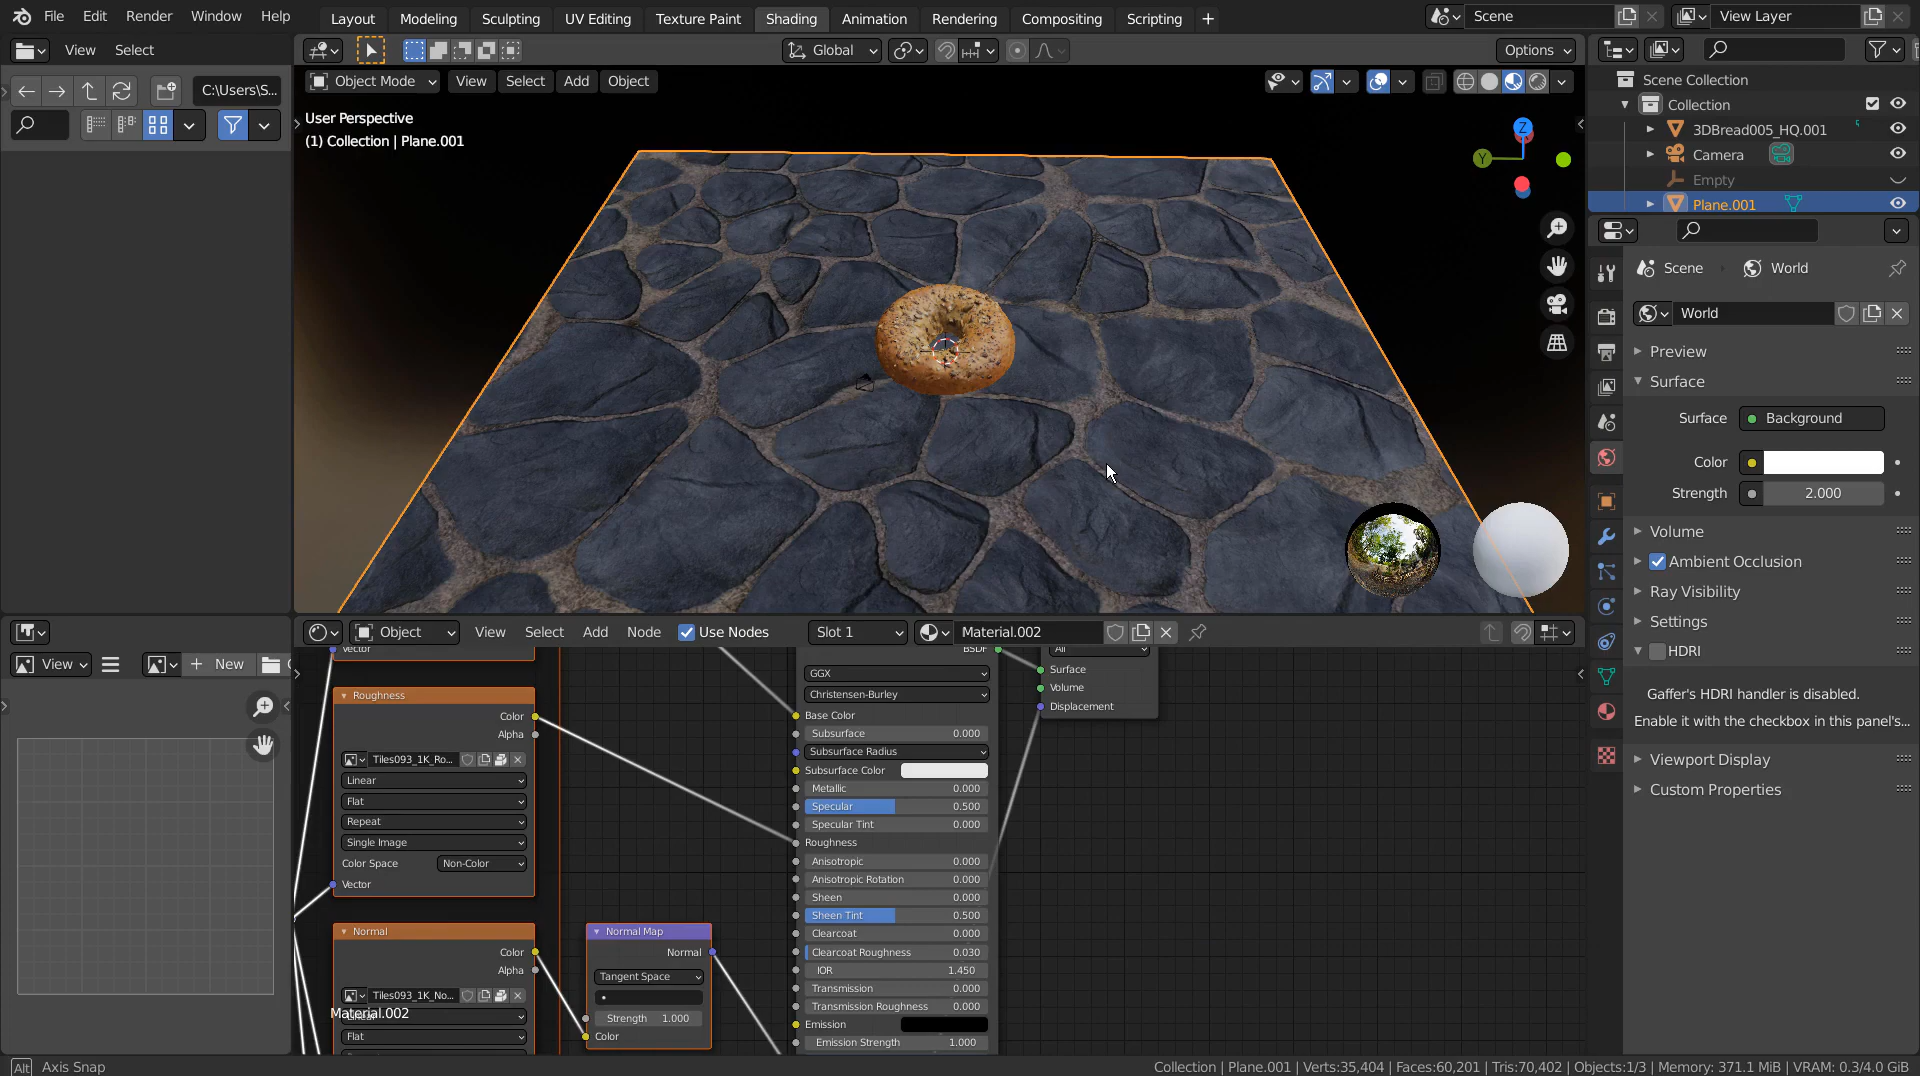 File Edit Render Window Help Layout Modeling Sculpting UV Editing Texture Paint Shading Animation Rendering Compositing Scripting + Scene View Layer
View Select Global Options
Object Mode View Select Add Object
C:\Users\S...
User Perspective
(1) Collection | Plane.001
Z
Y
Scene Collection
Collection
3DBread005_HQ.001
Camera
Empty
Plane.001
Scene World
World
Preview
Surface
Surface Background
Color
Strength 2.000
Volume
Ambient Occlusion
Ray Visibility
Settings
HDRI
Gaffer's HDRI handler is disabled.
Enable it with the checkbox in this panel's...
Viewport Display
Custom Properties
View + New
Object View Select Add Node Use Nodes Slot 1 Material.002
Vector
Roughness
Color
Alpha
Tiles093_1K_Ro...
Linear
Flat
Repeat
Single Image
Color Space Non-Color
Vector
Normal
Color
Alpha
Tiles093_1K_No...
Material.002
Flat
Normal Map
Normal
Tangent Space
Strength 1.000
Color
BSDF
GGX
Christensen-Burley
Base Color
Subsurface 0.000
Subsurface Radius
Subsurface Color
Metallic 0.000
Specular 0.500
Specular Tint 0.000
Roughness
Anisotropic 0.000
Anisotropic Rotation 0.000
Sheen 0.000
Sheen Tint 0.500
Clearcoat 0.000
Clearcoat Roughness 0.030
IOR 1.450
Transmission 0.000
Transmission Roughness 0.000
Emission
Emission Strength 1.000
All
Surface
Volume
Displacement
Alt Axis Snap
Collection | Plane.001 | Verts:35,404 | Faces:60,201 | Tris:70,402 | Objects:1/3 | Memory: 371.1 MiB | VRAM: 0.3/4.0 GiB